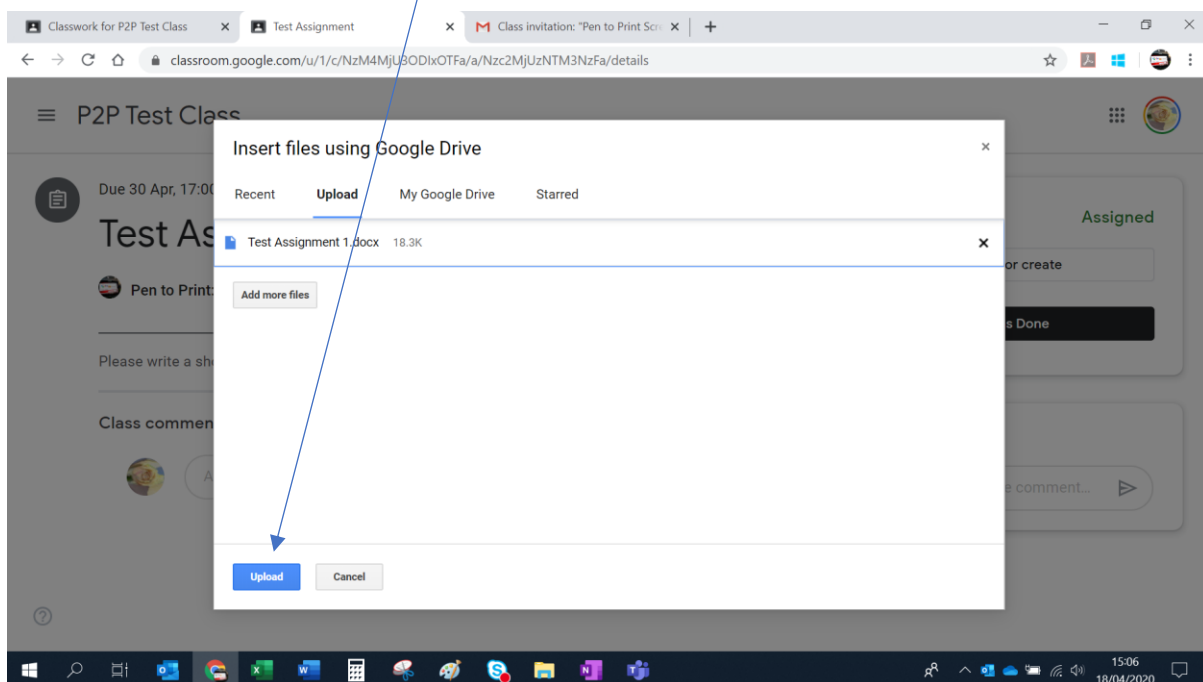 Classwork for P2P Test Class
Test Assignment
Class invitation: "Pen to Print Scr
classroom.google.com/u/1/c/NzM4MjU3ODIxOTFa/a/Nzc2MjUzNTM3NzFa/details
P2P Test Class
Insert files using Google Drive
Due 30 Apr, 17:00
Recent Upload My Google Drive Starred
Assigned
Test As
Test Assignment 1.docx 18.3K
or create
Pen to Print:
Add more files
s Done
Please write a sh
Class commen
A
e comment...
Upload Cancel
15:06
18/04/2020